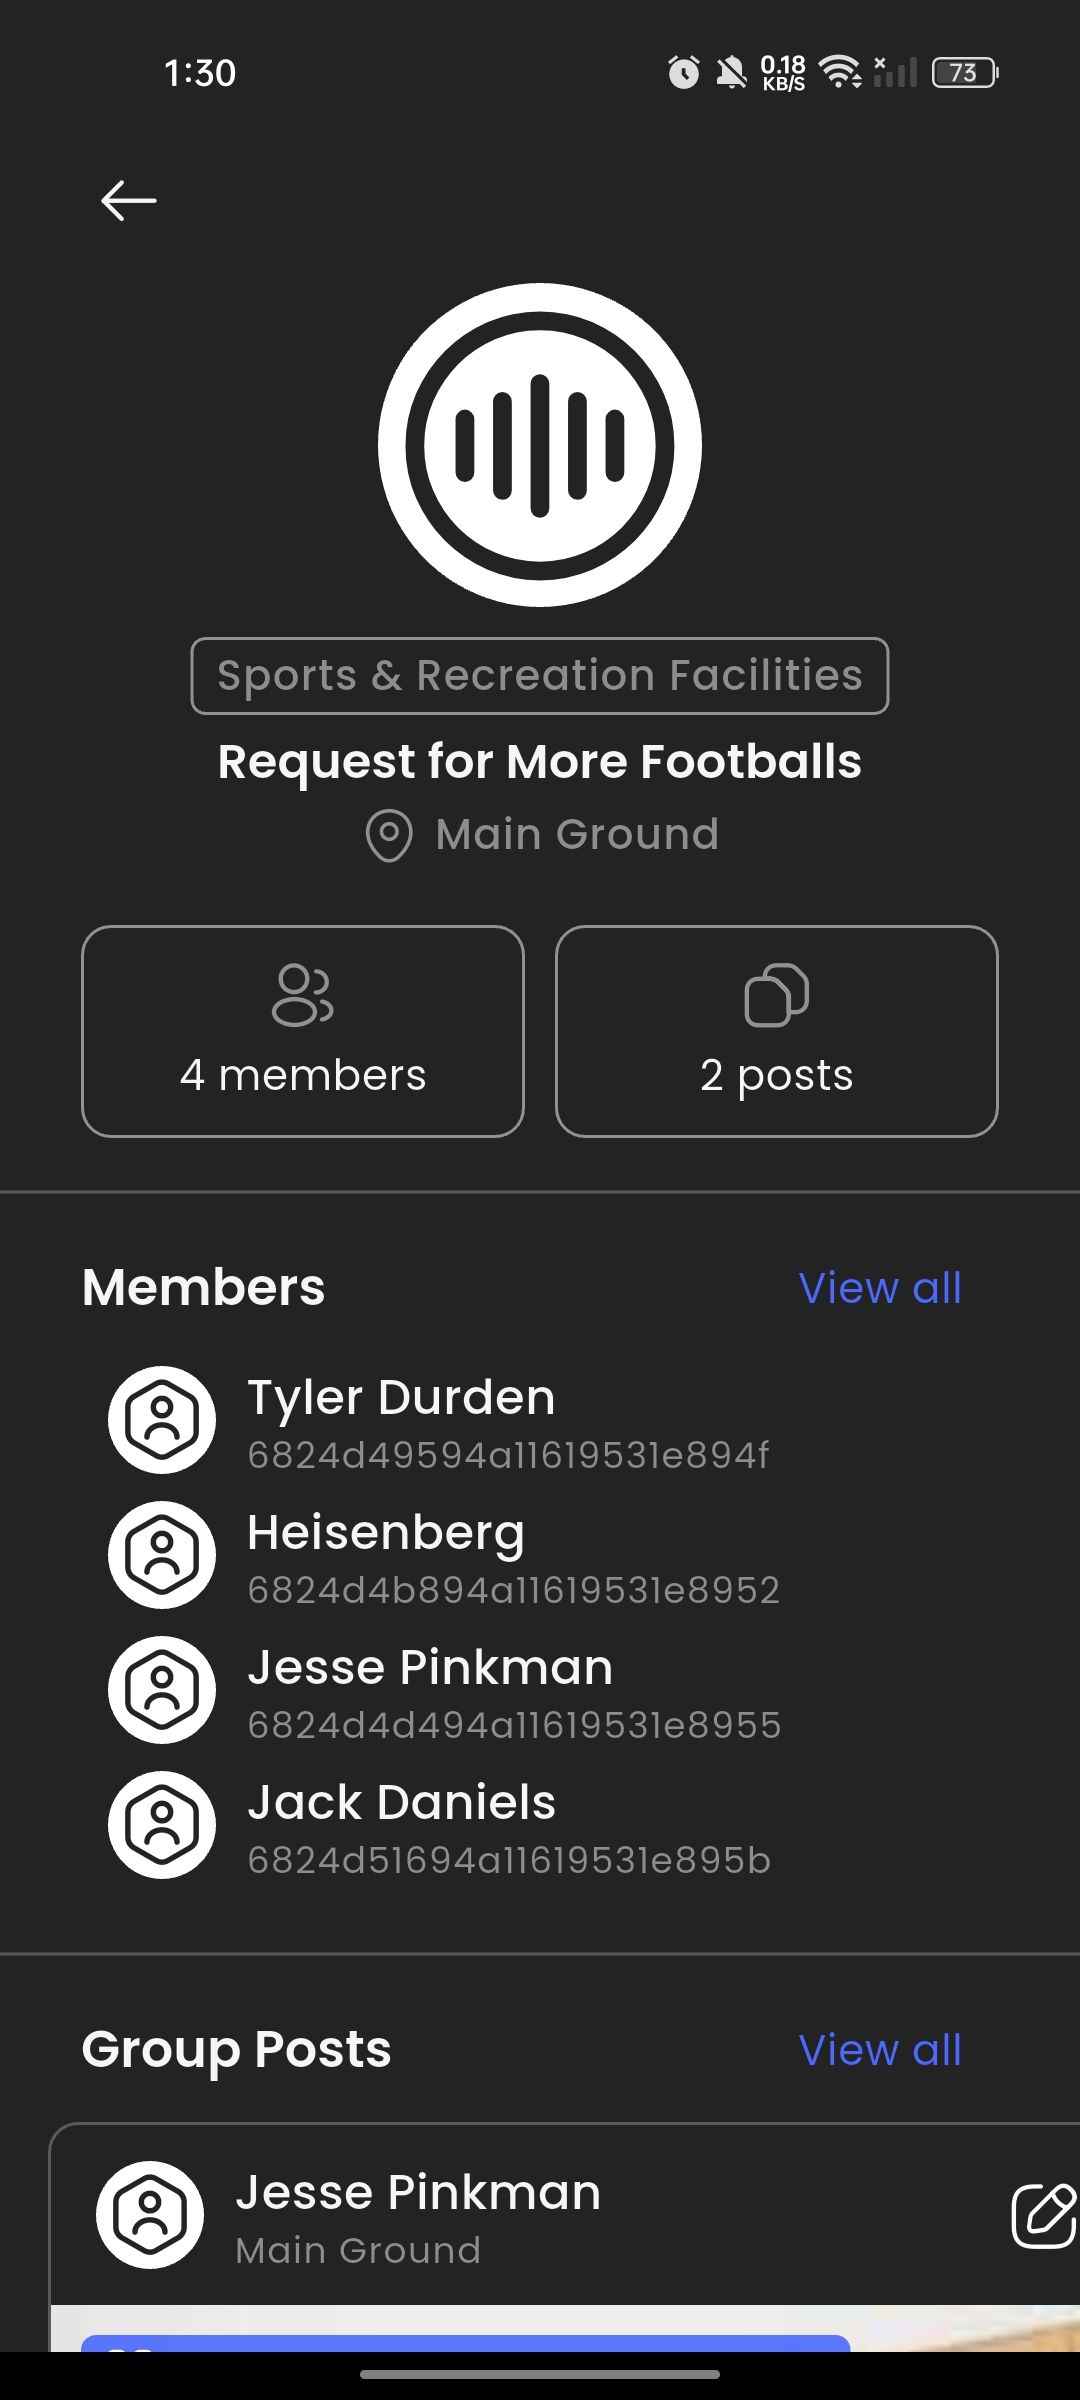 1:30
0.18
KB/S
73
Sports & Recreation Facilities
Request for More Footballs
Main Ground
4 members
2 posts
Members
View all
Tyler Durden
6824d49594a11619531e894f
Heisenberg
6824d4b894a11619531e8952
Jesse Pinkman
6824d4d494a11619531e8955
Jack Daniels
6824d51694a11619531e895b
Group Posts
View all
Jesse Pinkman
Main Ground